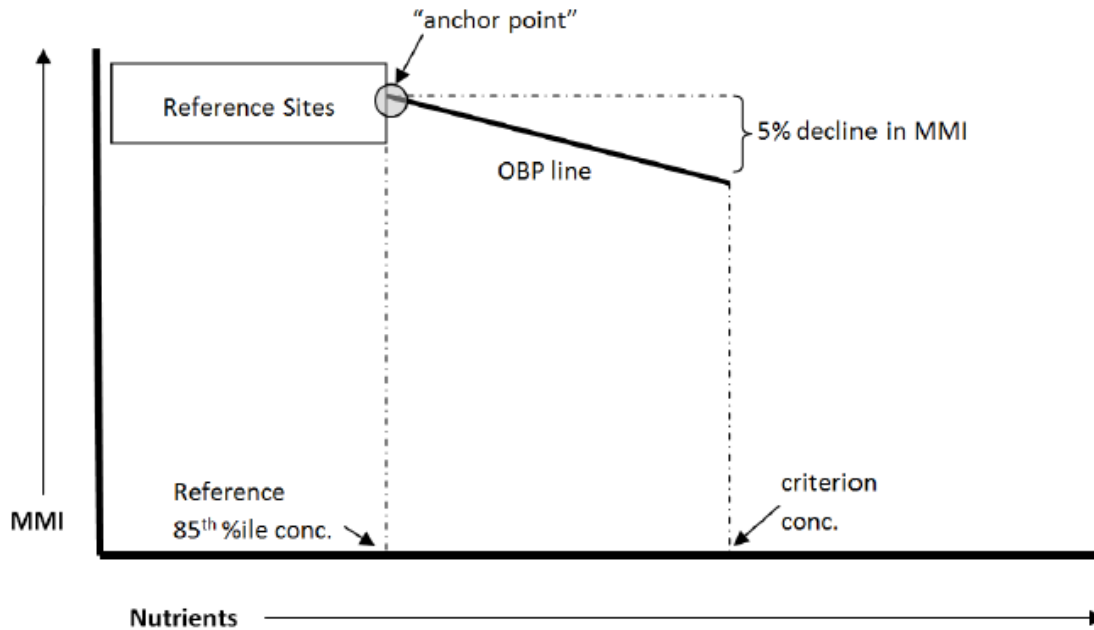 “anchor point”
Reference Sites
5% decline in MMI
OBP line
Reference
85th %ile conc.
criterion
conc.
MMI
Nutrients